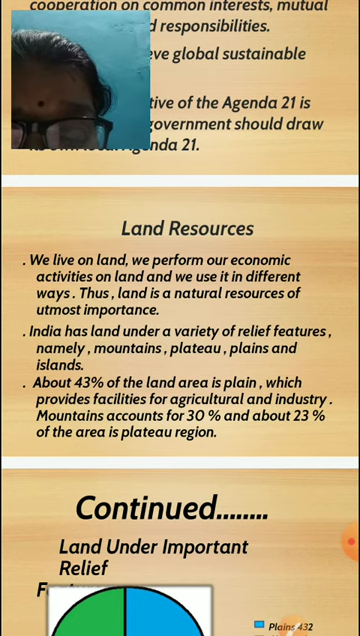 cooperation on common interests, mutual
d responsibilities.
eve global sustainable
tive of the Agenda 21 is
government should draw
nda 21.
Land Resources
. We live on land, we perform our economic
activities on land and we use it in different
ways . Thus , land is a natural resources of
utmost importance.
. India has land under a variety of relief features ,
namely , mountains , plateau , plains and
islands.
. About 43% of the land area is plain , which
provides facilities for agricultural and industry .
Mountains accounts for 30 % and about 23 %
of the area is plateau region.
Continued........
Land Under Important
Relief
Plains 432